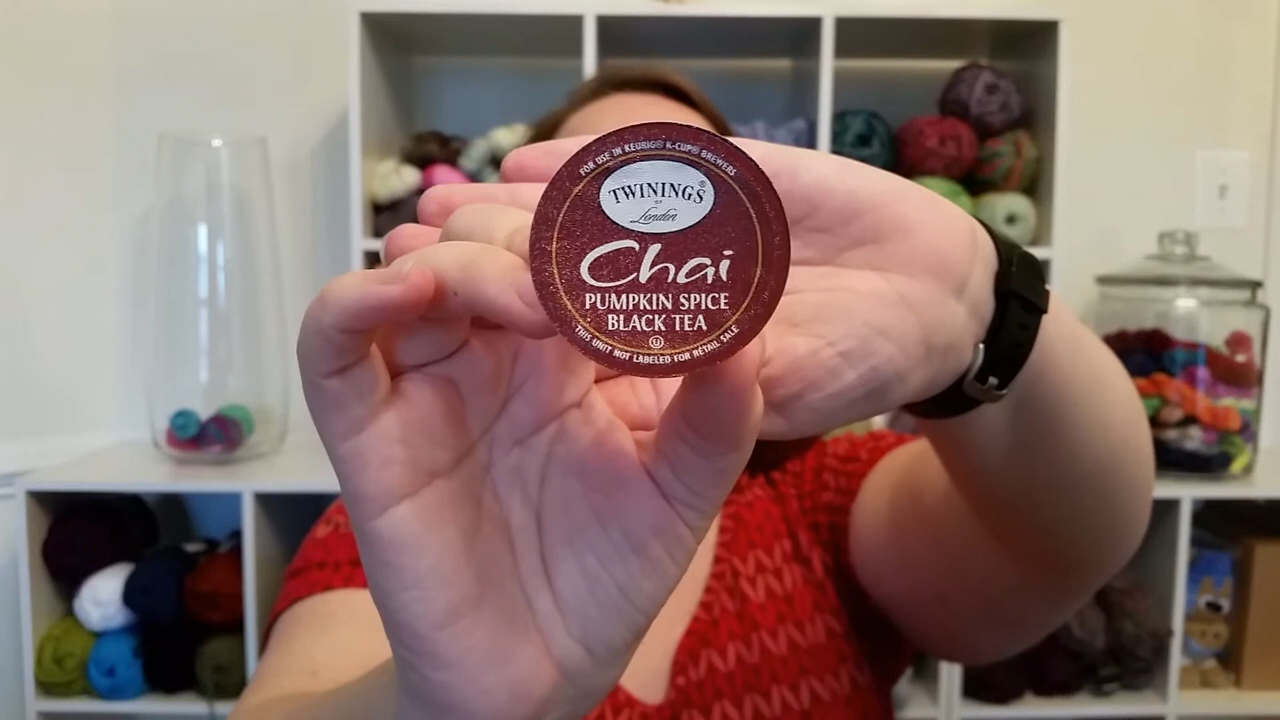 FOR USE IN KEURIG® K-CUP® BREWERS
TWININGS®
OF
London
Chai
PUMPKIN SPICE
BLACK TEA
U
THIS UNIT NOT LABELED FOR RETAIL SALE